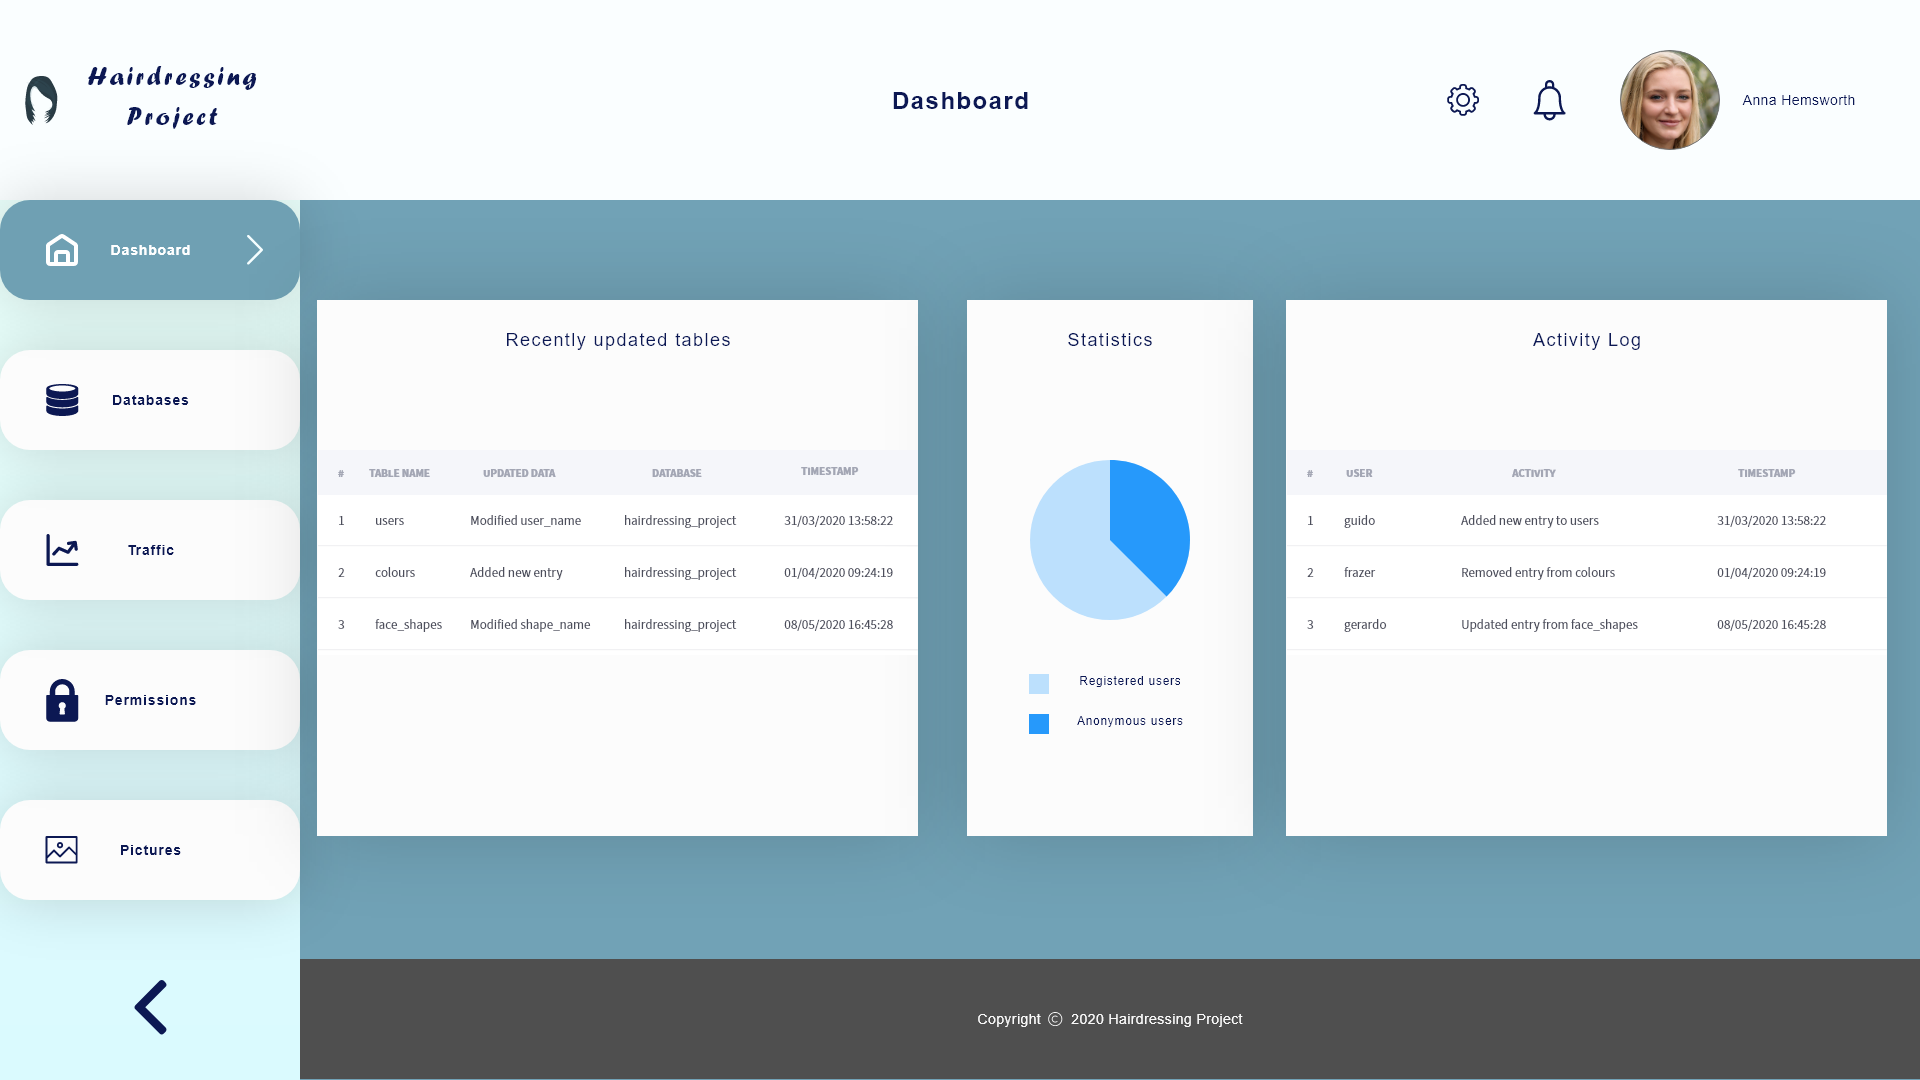 Hairdressing
Project
Dashboard
Anna Hemsworth
Dashboard
Databases
Traffic
Permissions
Pictures
Recently updated tables
# TABLE NAME UPDATED DATA DATABASE TIMESTAMP
1 users Modified user_name hairdressing_project 31/03/2020 13:58:22
2 colours Added new entry hairdressing_project 01/04/2020 09:24:19
3 face_shapes Modified shape_name hairdressing_project 08/05/2020 16:45:28
Statistics
Registered users
Anonymous users
Activity Log
# USER ACTIVITY TIMESTAMP
1 guido Added new entry to users 31/03/2020 13:58:22
2 frazer Removed entry from colours 01/04/2020 09:24:19
3 gerardo Updated entry from face_shapes 08/05/2020 16:45:28
Copyright © 2020 Hairdressing Project